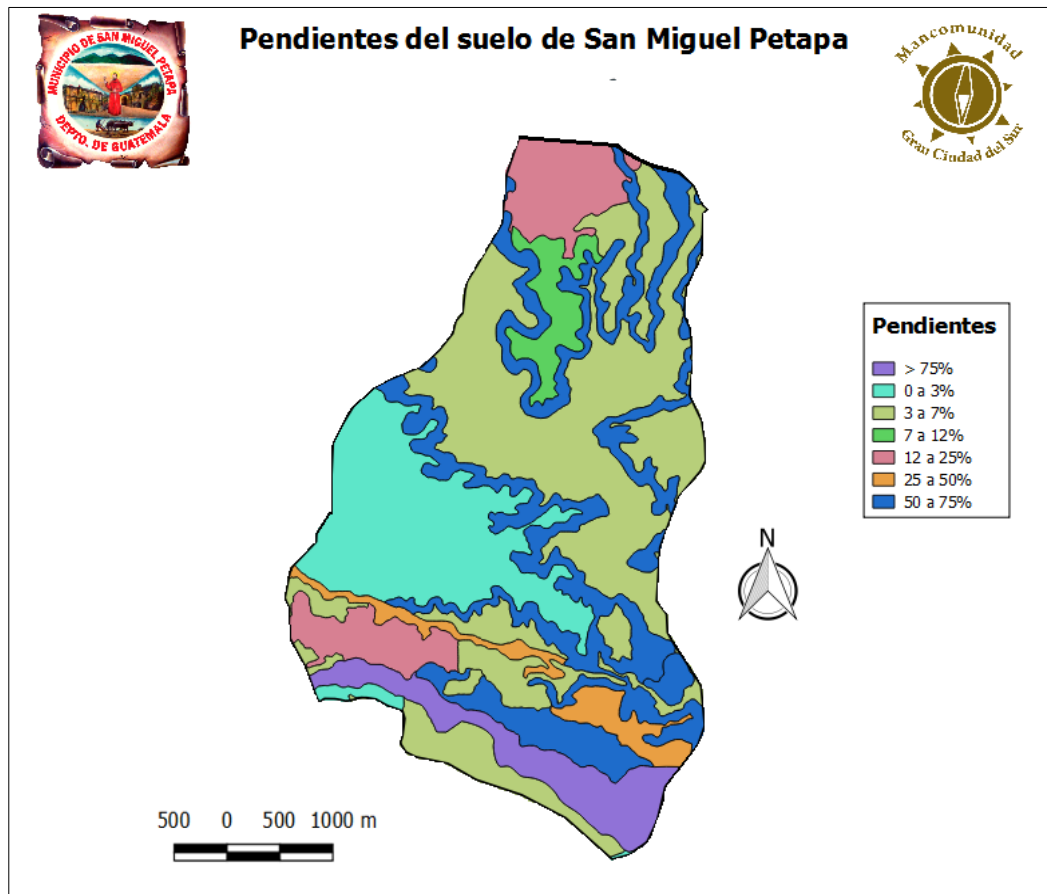 MUNICIPIO DE SAN MIGUEL PETAPA
DEPTO. DE GUATEMALA
Pendientes del suelo de San Miguel Petapa
Mancomunidad
Gran Ciudad del Sur
Pendientes
> 75%
0 a 3%
3 a 7%
7 a 12%
12 a 25%
25 a 50%
50 a 75%
N
500 0 500 1000 m